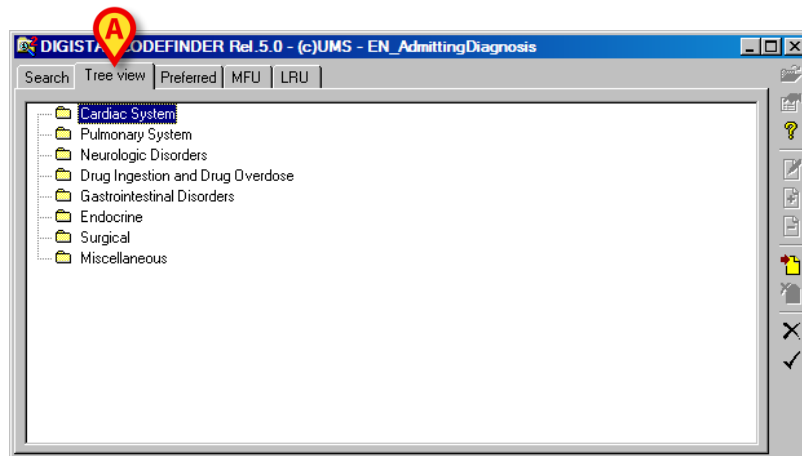 A
DIGISTA CODEFINDER Rel.5.0 - (c)UMS - EN_AdmittingDiagnosis
Search Tree view Preferred MFU LRU
Cardiac System
Pulmonary System
Neurologic Disorders
Drug Ingestion and Drug Overdose
Gastrointestinal Disorders
Endocrine
Surgical
Miscellaneous